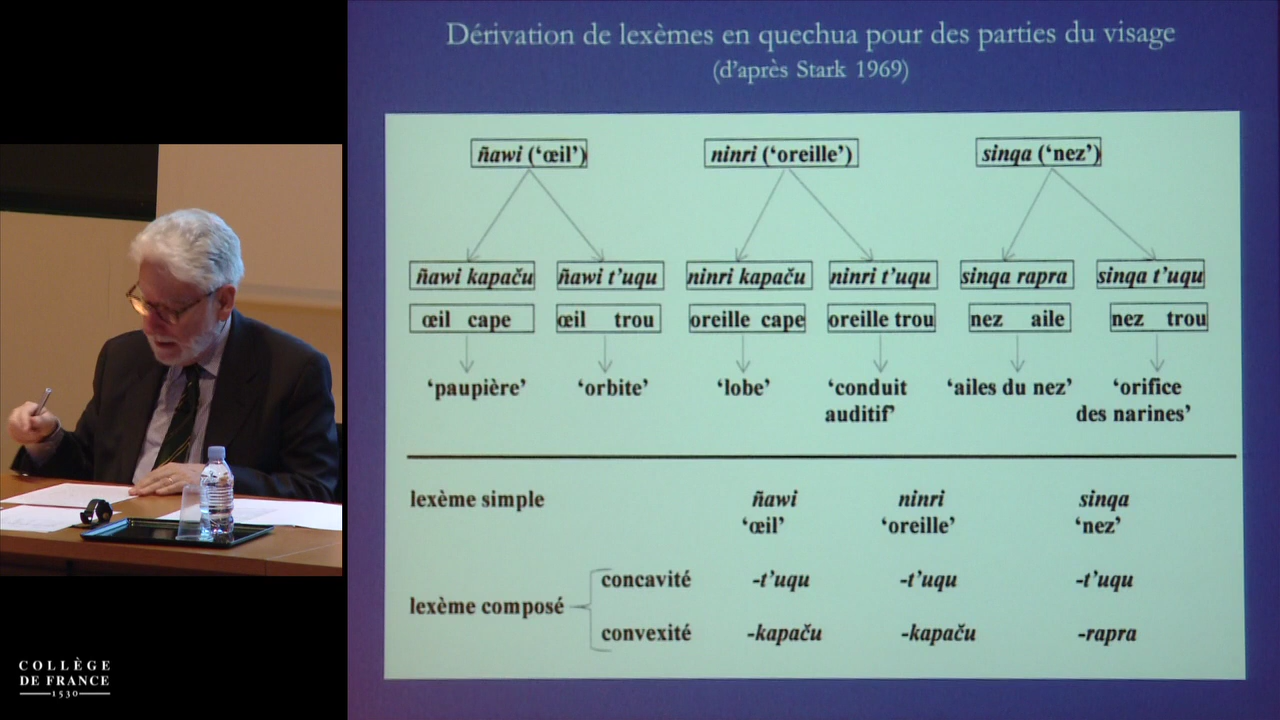 Dérivation de lexèmes en quechua pour des parties du visage
(d'après Stark 1969)
ñawi ('œil') ninri ('oreille') sinqa ('nez')
ñawi kapaču ñawi t'uqu ninri kapaču ninri t'uqu sinqa rapra sinqa t'uqu
œil cape œil trou oreille cape oreille trou nez aile nez trou
'paupière' 'orbite' 'lobe' 'conduit auditif' 'ailes du nez' 'orifice des narines'
lexème simple ñawi ninri sinqa
'œil' 'oreille' 'nez'
lexème composé
concavité -t'uqu -t'uqu -t'uqu
convexité -kapaču -kapaču -rapra
COLLÈGE
DE FRANCE
1530